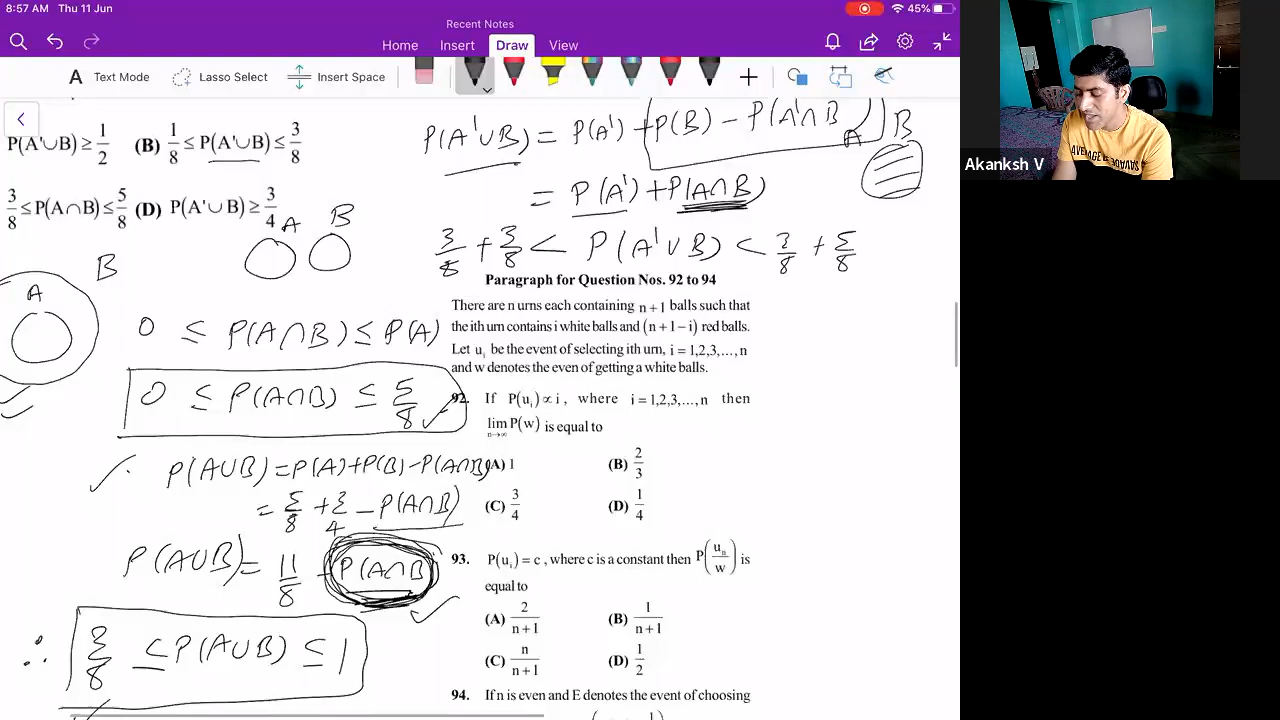 8:57 AM Thu 11 Jun
45%
Recent Notes
Home Insert Draw View
A Text Mode Lasso Select Insert Space
P(A'∪B) ≥ 1/2 (B) 1/8 ≤ P(A'∪B) ≤ 3/8
3/8 ≤ P(A∩B) ≤ 5/8 (D) P(A'∪B) ≥ 3/4
A B
B
A
0 ≤ P(A∩B) ≤ P(A)
0 ≤ P(A∩B) ≤ 5/8
P(A∪B) = P(A)+P(B) - P(A∩B)
= 5/8 + 3/4 - P(A∩B)
P(A∪B) = 11/8 - P(A∩B)
∴ 3/8 ≤ P(A∪B) ≤ 1
P(A'∪B) = P(A') + P(B) - P(A'∩B)
A B
= P(A') + P(A∩B)
3/8 + 3/8 < P(A'∪B) < 3/8 + 5/8
Paragraph for Question Nos. 92 to 94
There are n urns each containing n+1 balls such that
the ith urn contains i white balls and (n+1−i) red balls.
Let u_i be the event of selecting ith urn, i = 1,2,3,...,n
and w denotes the even of getting a white balls.
92. If P(u_i) ∝ i, where i = 1,2,3,...,n then
lim n→∞ P(w) is equal to
(A) 1 (B) 2/3
(C) 3/4 (D) 1/4
93. P(u_i) = c, where c is a constant then P(u_n/w) is
equal to
(A) 2/(n+1) (B) 1/(n+1)
(C) n/(n+1) (D) 1/2
94. If n is even and E denotes the event of choosing
Akanksh V